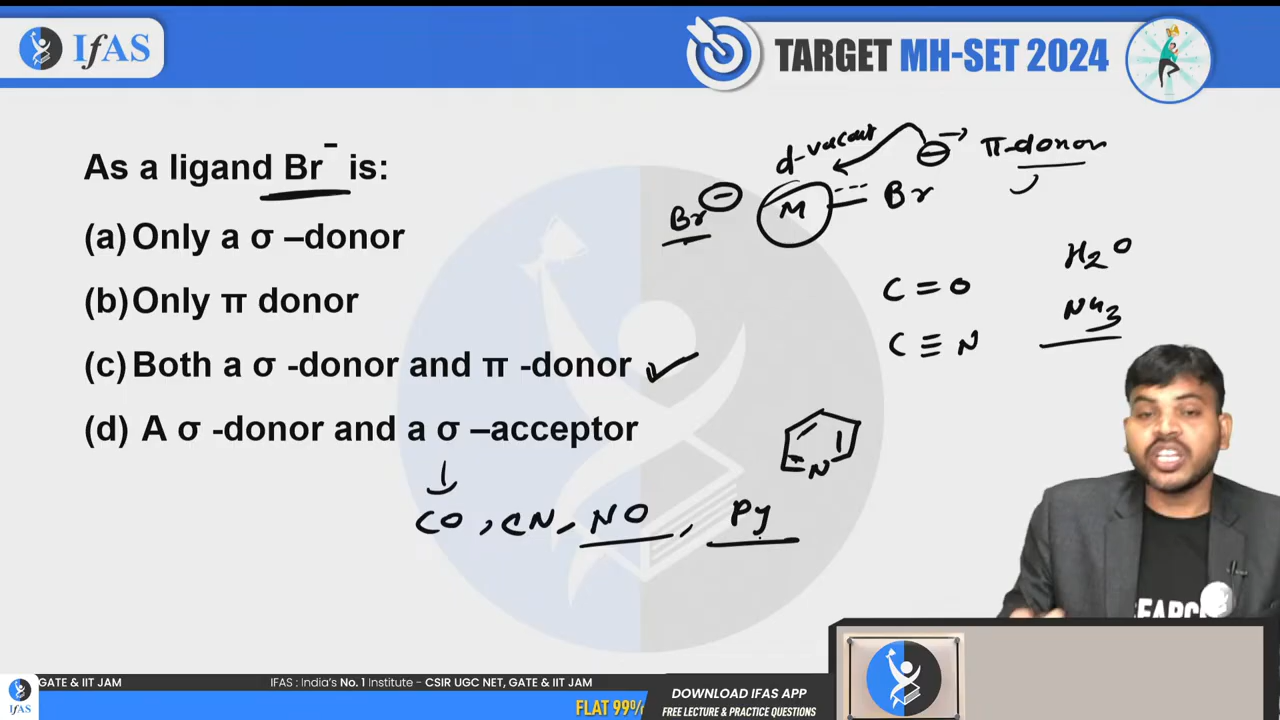 IfAS
TARGET MH-SET 2024
As a ligand Br⁻ is:
(a) Only a σ –donor
(b) Only π donor
(c) Both a σ -donor and π -donor
(d) A σ -donor and a σ –acceptor
CO, CN, NO, Py
d-vacant
π-donor
Br⊖
M
Br
⊖
C=O
C≡N
H2O
NH3
N
EARCH
GATE & IIT JAM
IFAS : India's No. 1 Institute - CSIR UGC NET, GATE & IIT JAM
IfAS
FLAT 99%
DOWNLOAD IFAS APP
FREE LECTURE & PRACTICE QUESTIONS